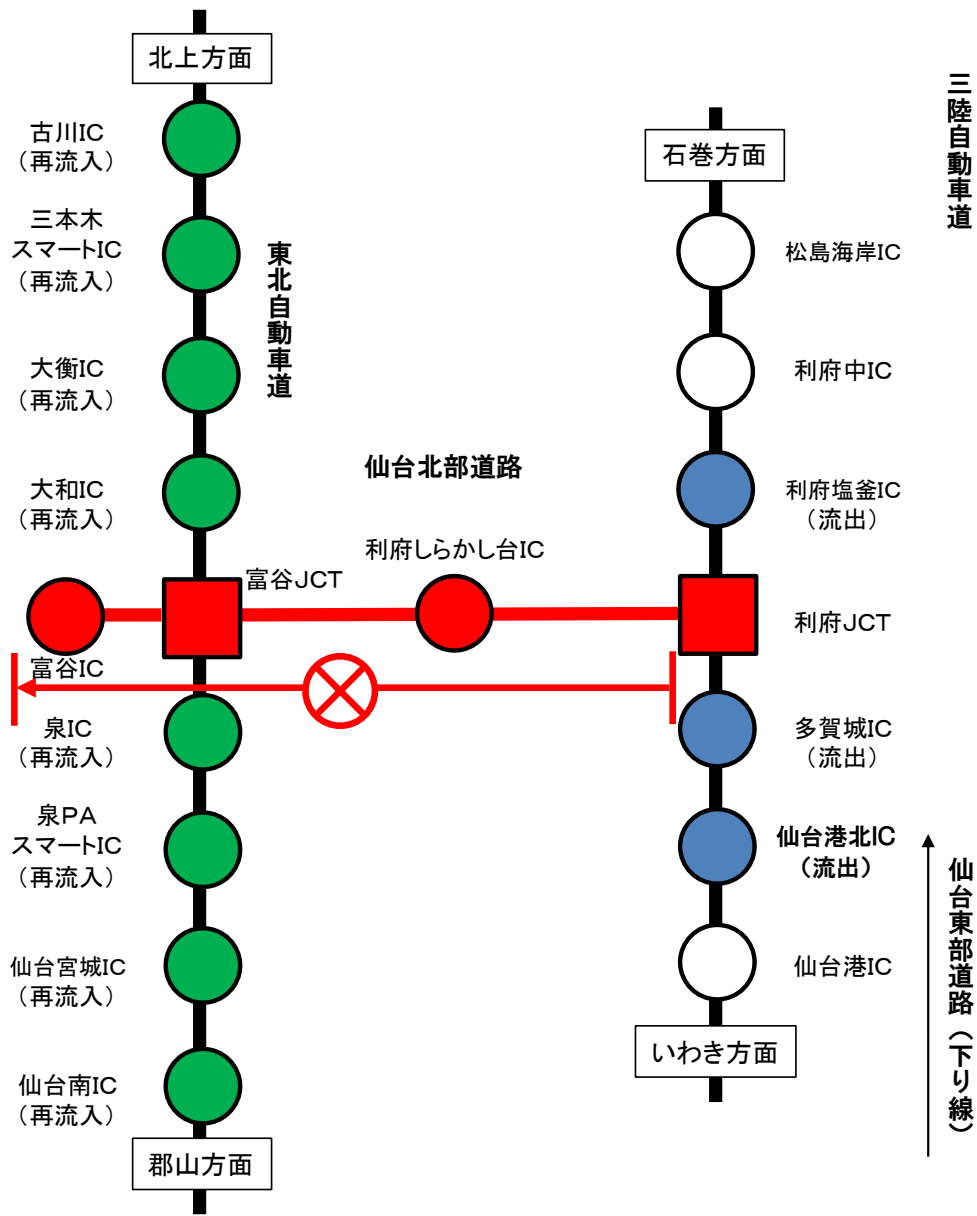 北上方面
古川IC
（再流入）
三本木
スマートIC
（再流入）
東北自動車道
大衡IC
（再流入）
大和IC
（再流入）
富谷JCT
富谷IC
泉IC
（再流入）
泉PA
スマートIC
（再流入）
仙台宮城IC
（再流入）
仙台南IC
（再流入）
郡山方面
仙台北部道路
利府しらかし台IC
三陸自動車道
石巻方面
松島海岸IC
利府中IC
利府塩釜IC
（流出）
利府JCT
多賀城IC
（流出）
仙台港北IC
（流出）
仙台港IC
いわき方面
仙台東部道路（下り線）